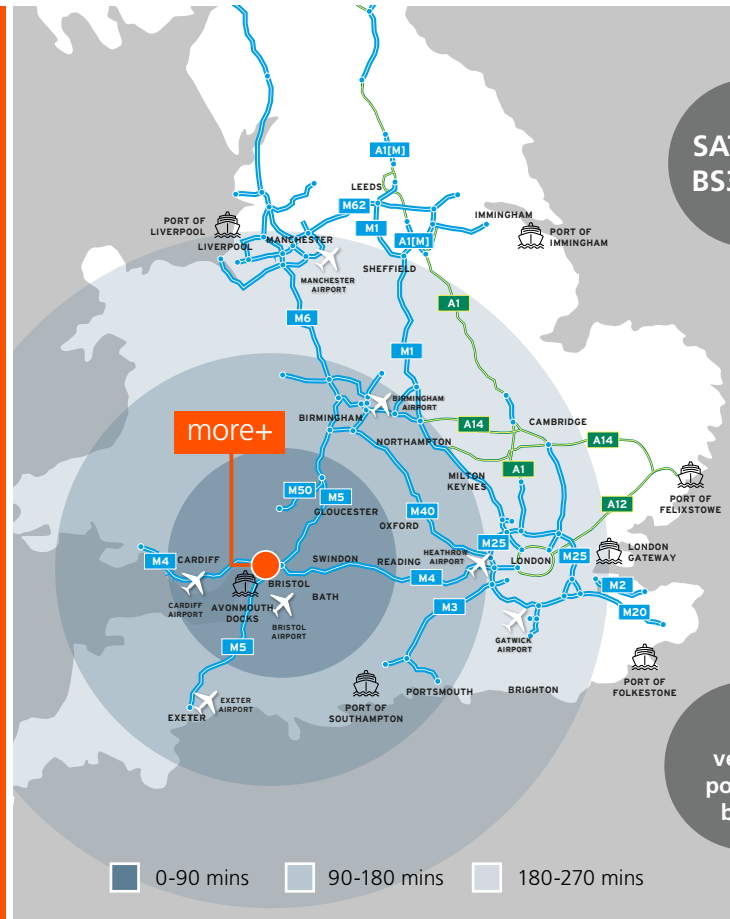 SAT
BS3
A1[M]
LEEDS
M62
PORT OF
LIVERPOOL
LIVERPOOL
MANCHESTER
M1
A1[M]
IMMINGHAM
PORT OF
IMMINGHAM
SHEFFIELD
MANCHESTER
AIRPORT
A1
M6
M1
more+
BIRMINGHAM
BIRMINGHAM
AIRPORT
NORTHAMPTON
A14
CAMBRIDGE
A14
A1
MILTON
KEYNES
M50
M5
GLOUCESTER
M40
OXFORD
A12
PORT OF
FELIXSTOWE
M25
M4
CARDIFF
SWINDON
READING
HEATHROW
AIRPORT
LONDON
M25
LONDON
GATEWAY
M4
M2
CARDIFF
AIRPORT
AVONMOUTH
DOCKS
BRISTOL
BATH
BRISTOL
AIRPORT
M3
M20
GATWICK
AIRPORT
M5
EXETER
EXETER
AIRPORT
PORT OF
SOUTHAMPTON
PORTSMOUTH
BRIGHTON
PORT OF
FOLKESTONE
ve
po
b
0-90 mins
90-180 mins
180-270 mins